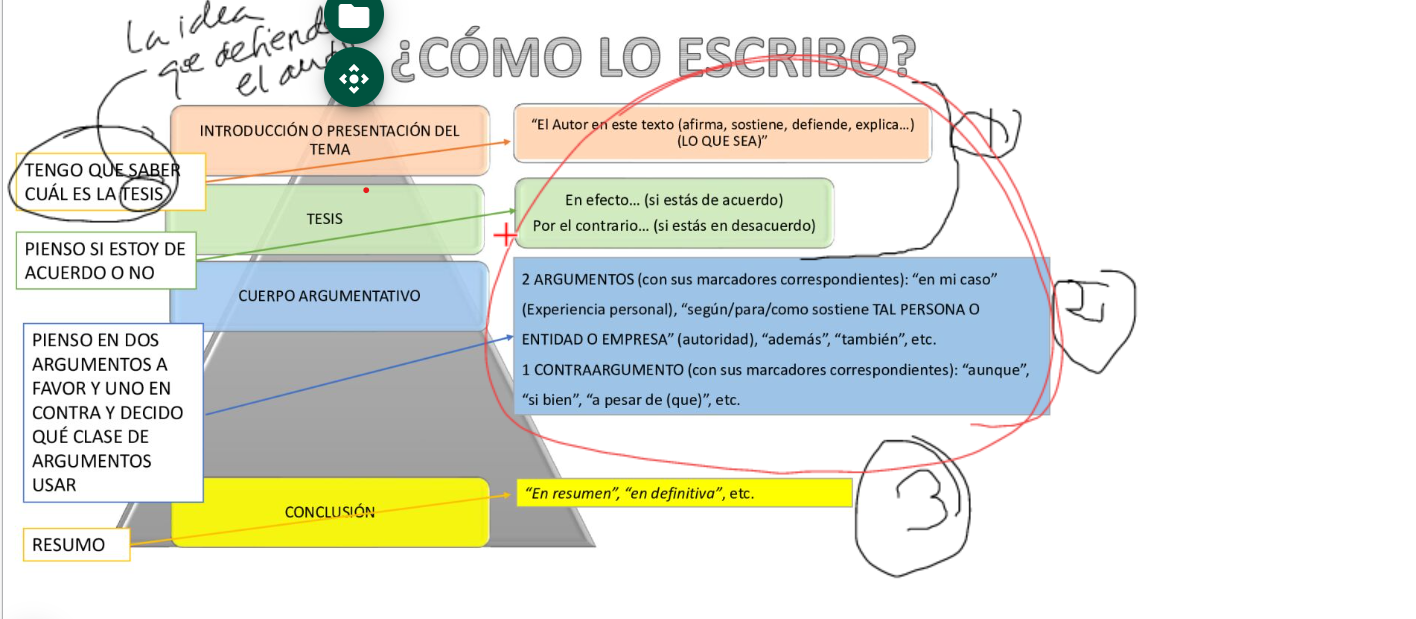 La idea
que defiende
el
¿CÓMO LO ESCRIBO?
INTRODUCCIÓN O PRESENTACIÓN DEL
TEMA
“El Autor en este texto (afirma, sostiene, defiende, explica…)
(LO QUE SEA)”
1
TENGO QUE SABER
CUÁL ES LA TESIS
TESIS
En efecto… (si estás de acuerdo)
Por el contrario… (si estás en desacuerdo)
PIENSO SI ESTOY DE
ACUERDO O NO
CUERPO ARGUMENTATIVO
2 ARGUMENTOS (con sus marcadores correspondientes): “en mi caso”
(Experiencia personal), “según/para/como sostiene TAL PERSONA O
ENTIDAD O EMPRESA” (autoridad), “además”, “también”, etc.
1 CONTRAARGUMENTO (con sus marcadores correspondientes): “aunque”,
“si bien”, “a pesar de (que)”, etc.
PIENSO EN DOS
ARGUMENTOS A
FAVOR Y UNO EN
CONTRA Y DECIDO
QUÉ CLASE DE
ARGUMENTOS
USAR
CONCLUSIÓN
“En resumen”, “en definitiva”, etc.
3
RESUMO